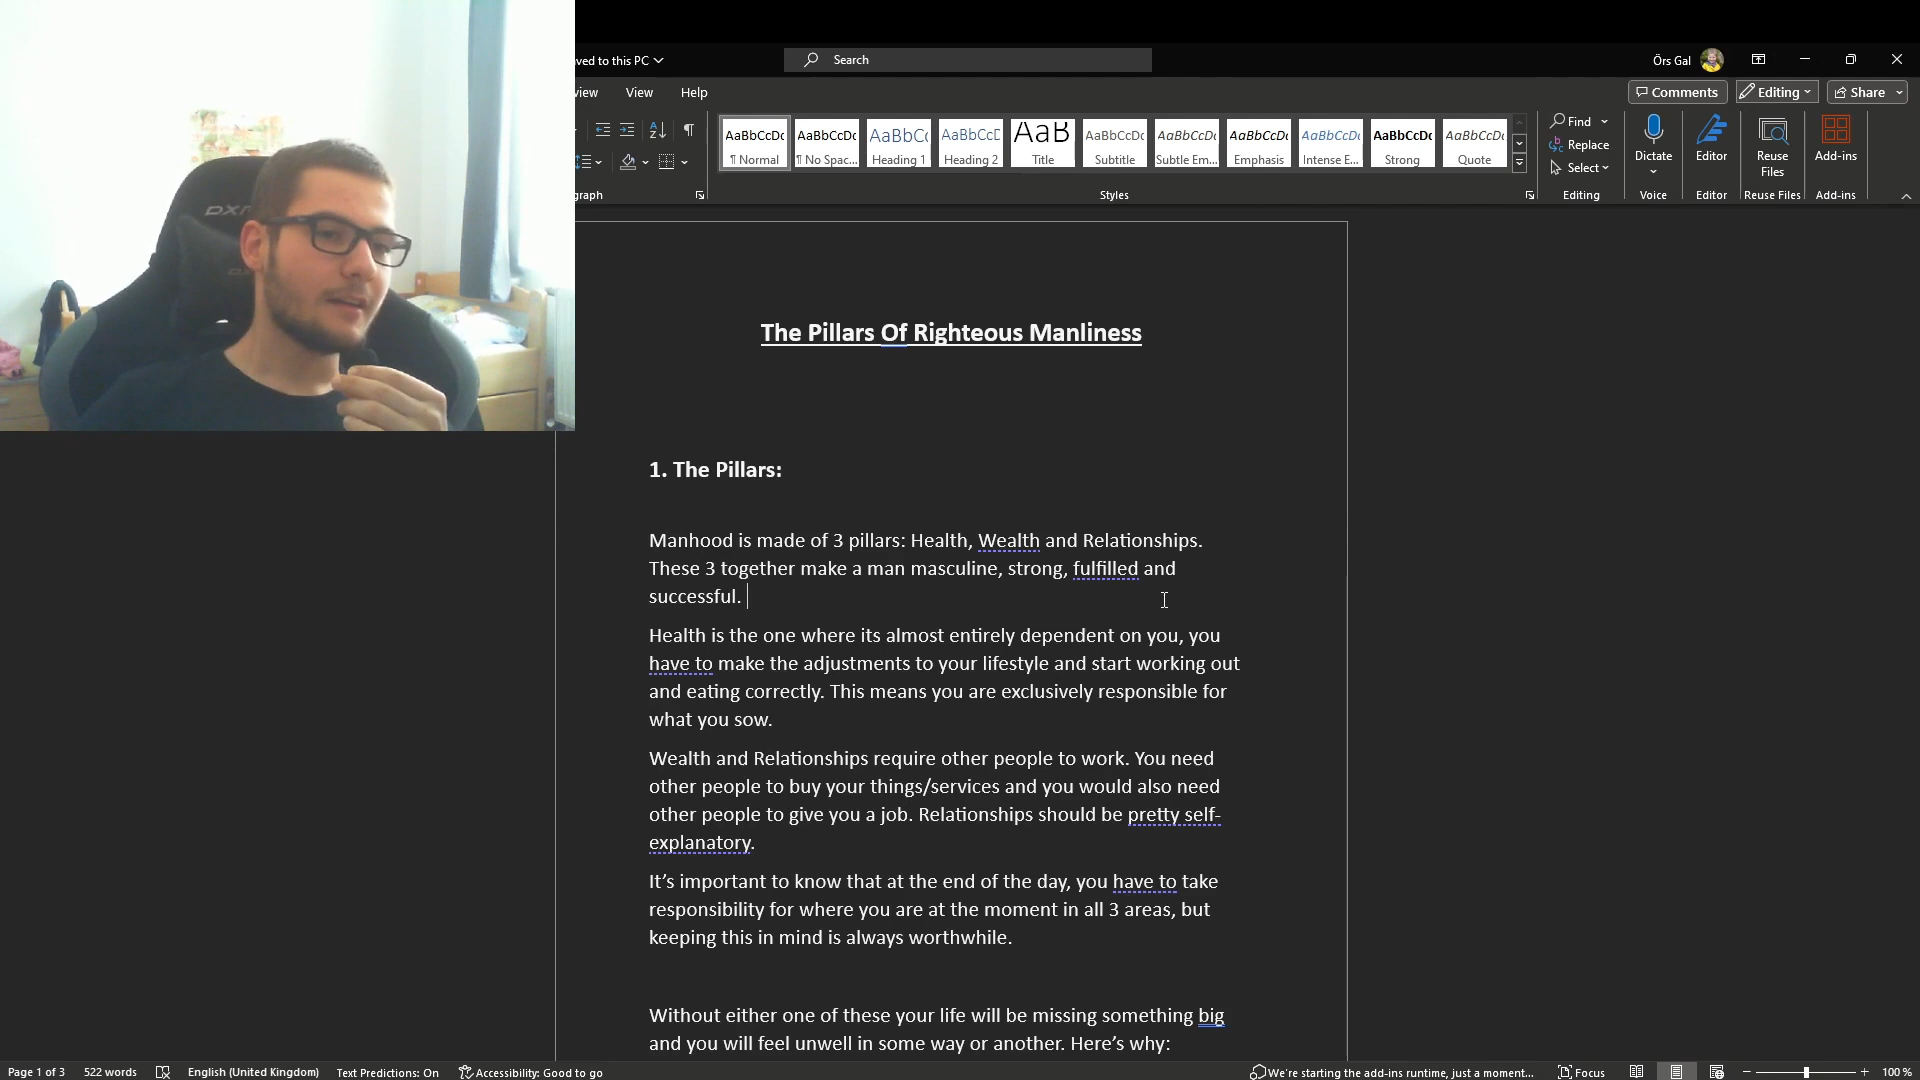 ved to this PC
Search
Örs Gal
view View Help
Comments Editing Share
AaBbCcDc AaBbCcDc AaBbC AaBbCcD AaB AaBbCcD AaBbCcDc AaBbCcDc AaBbCcDc AaBbCcDc AaBbCcDc
¶ Normal ¶ No Spac... Heading 1 Heading 2 Title Subtitle Subtle Em... Emphasis Intense E... Strong Quote
Find
Replace
Select
Dictate
Editor
Reuse
Files
Add-ins
graph Styles Editing Voice Editor Reuse Files Add-ins
The Pillars Of Righteous Manliness
1. The Pillars:
Manhood is made of 3 pillars: Health, Wealth and Relationships.
These 3 together make a man masculine, strong, fulfilled and
successful.
Health is the one where its almost entirely dependent on you, you
have to make the adjustments to your lifestyle and start working out
and eating correctly. This means you are exclusively responsible for
what you sow.
Wealth and Relationships require other people to work. You need
other people to buy your things/services and you would also need
other people to give you a job. Relationships should be pretty self-
explanatory.
It’s important to know that at the end of the day, you have to take
responsibility for where you are at the moment in all 3 areas, but
keeping this in mind is always worthwhile.
Without either one of these your life will be missing something big
and you will feel unwell in some way or another. Here’s why:
Page 1 of 3 522 words English (United Kingdom) Text Predictions: On Accessibility: Good to go We're starting the add-ins runtime, just a moment... Focus 100 %